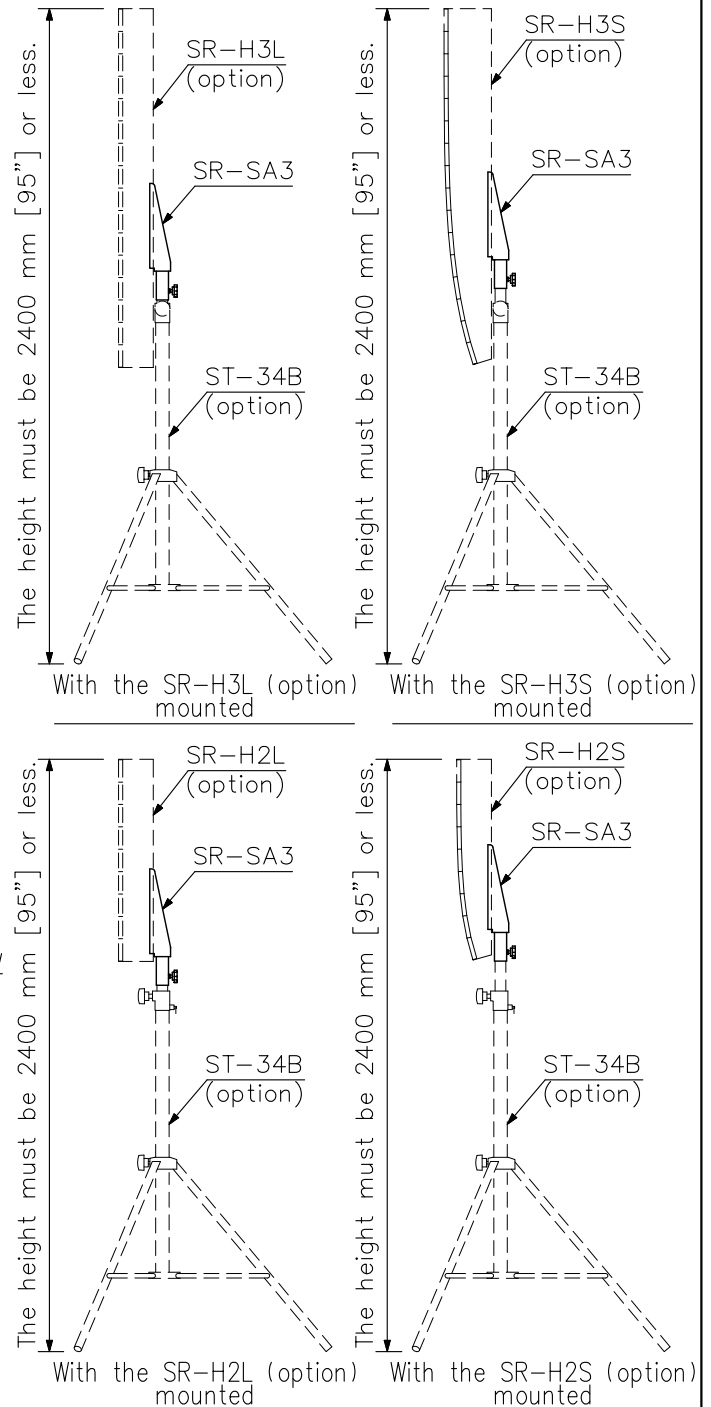 The height must be 2400 mm [95"] or less.
SR-H3L
(option)
SR-SA3
ST-34B
(option)
With the SR-H3L (option)
mounted
The height must be 2400 mm [95"] or less.
SR-H3S
(option)
SR-SA3
ST-34B
(option)
With the SR-H3S (option)
mounted
The height must be 2400 mm [95"] or less.
SR-H2L
(option)
SR-SA3
ST-34B
(option)
With the SR-H2L (option)
mounted
The height must be 2400 mm [95"] or less.
SR-H2S
(option)
SR-SA3
ST-34B
(option)
With the SR-H2S (option)
mounted